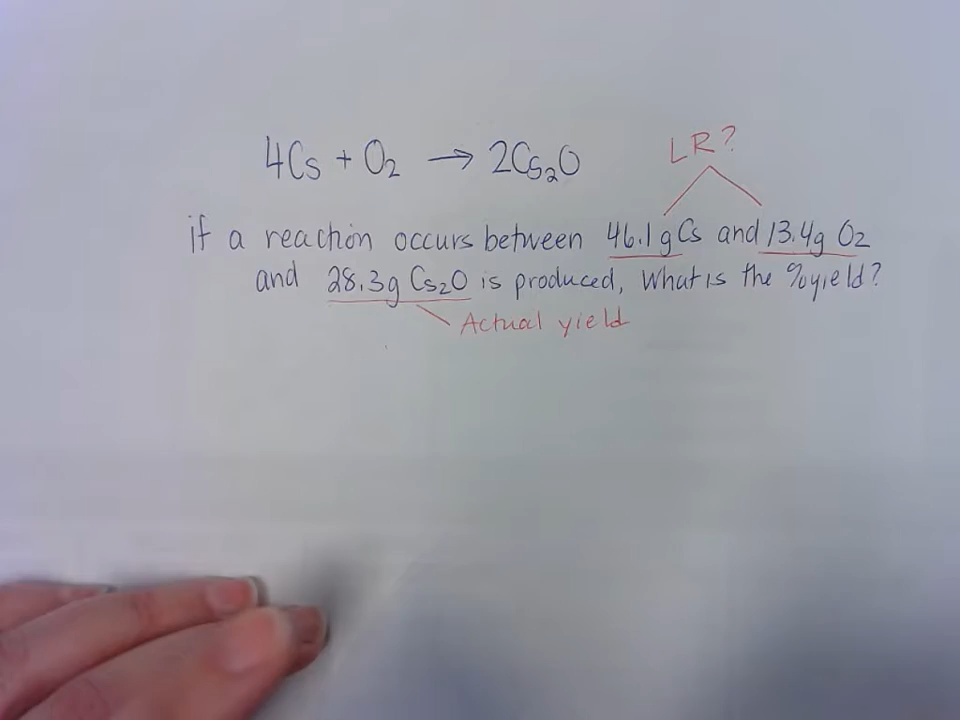 LR?
4Cs + O₂ → 2Cs₂O
if a reaction occurs between 46.1g Cs and 13.4g O₂
and 28.3g Cs₂O is produced, What is the % yield?
Actual yield